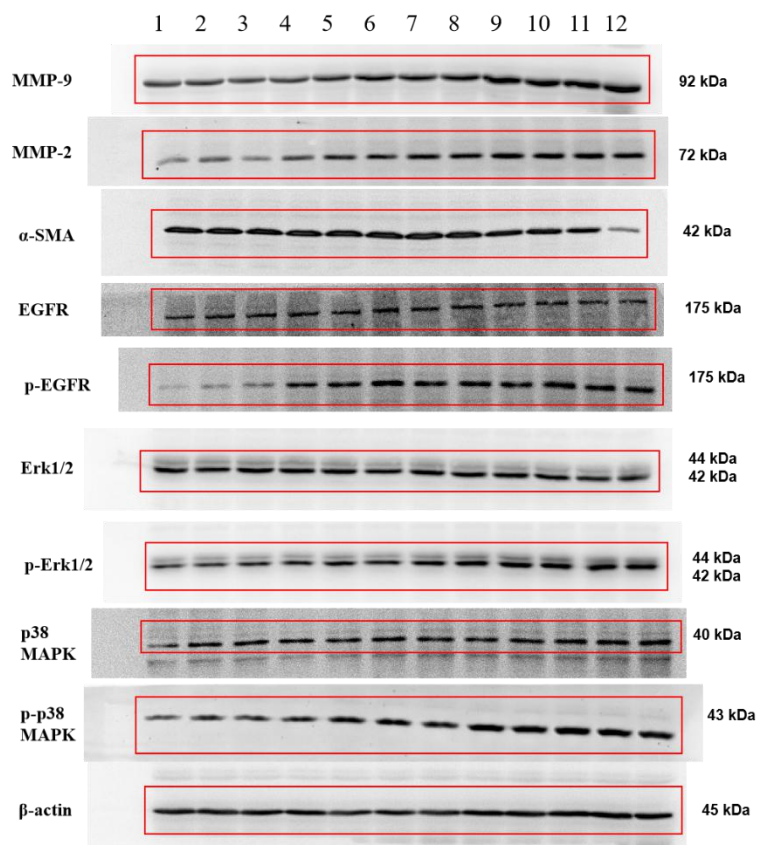 1 2 3 4 5 6 7 8 9 10 11 12
MMP-9 92 kDa
MMP-2 72 kDa
α-SMA 42 kDa
EGFR 175 kDa
p-EGFR 175 kDa
Erk1/2 44 kDa
42 kDa
p-Erk1/2 44 kDa
42 kDa
p38 40 kDa
MAPK
p-p38 43 kDa
MAPK
β-actin 45 kDa